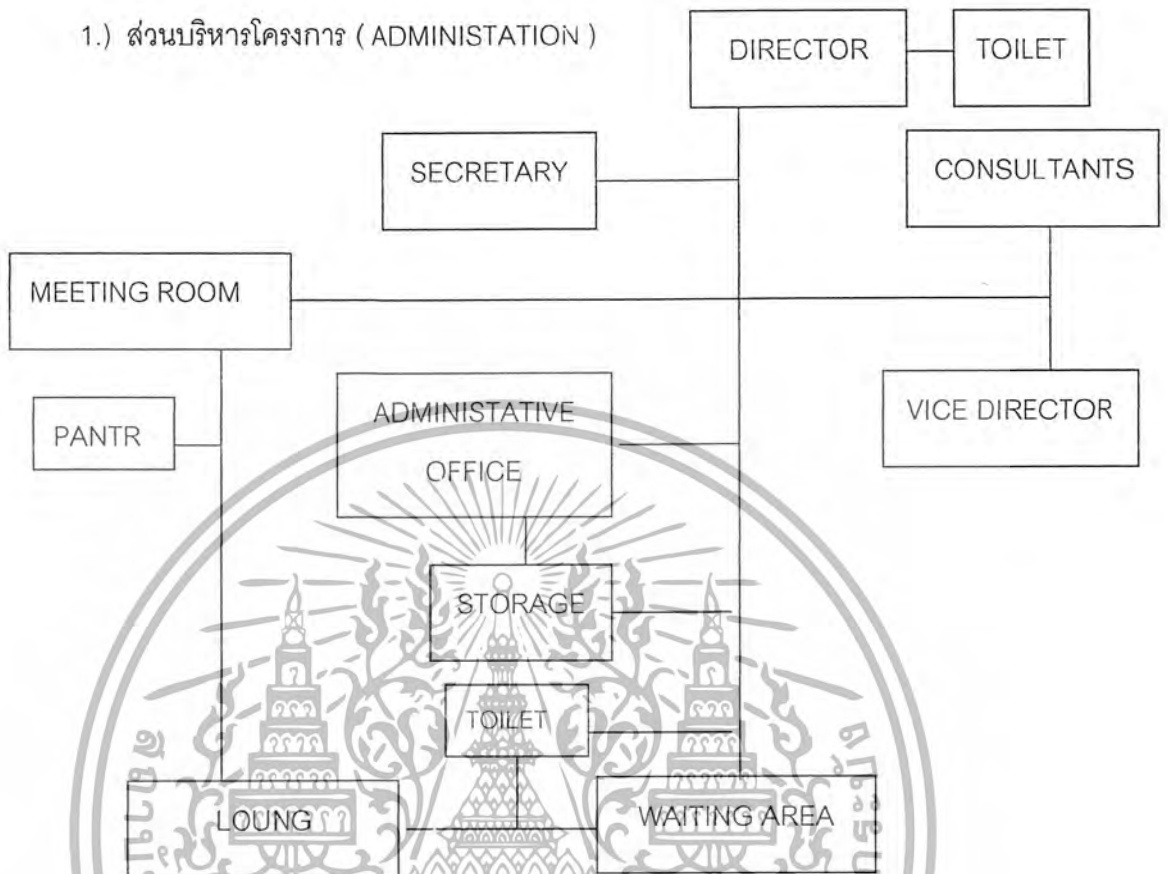 1.) ส่วนบริหารโครงการ ( ADMINISTATION )
DIRECTOR
TOILET
SECRETARY
CONSULTANTS
MEETING ROOM
PANTR
ADMINISTATIVE
OFFICE
VICE DIRECTOR
STORAGE
TOILET
LOUNG
WAITING AREA